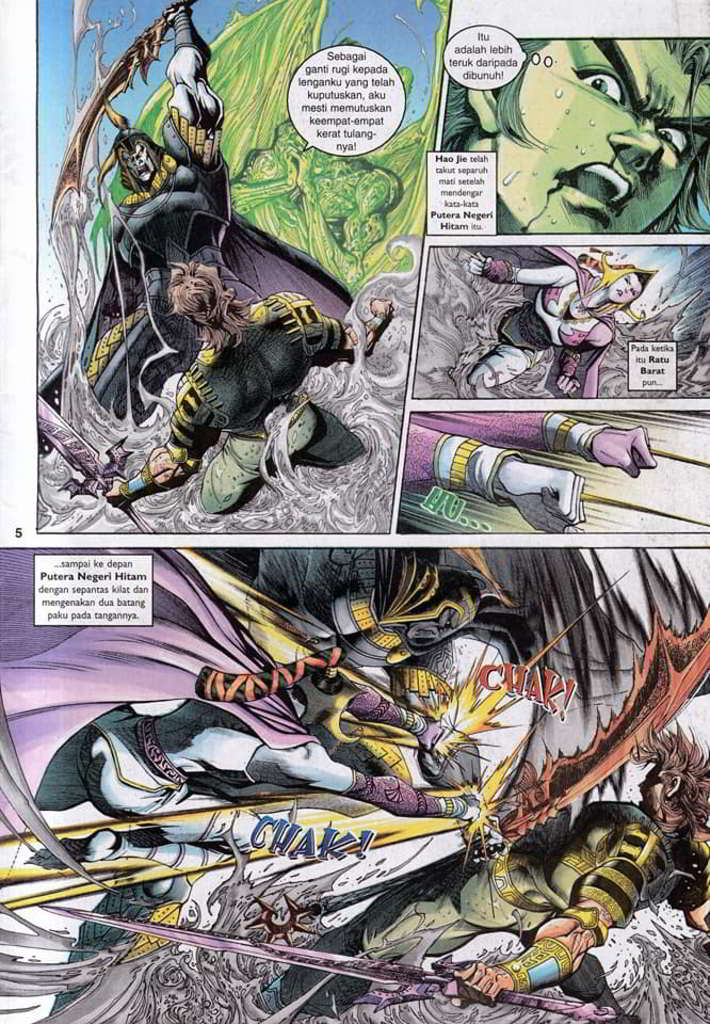 Sebagai
ganti rugi kepada
lenganku yang telah
kuputuskan, aku
mesti memutuskan
keempat-empat
kerat tulang-
nya!
Itu
adalah lebih
teruk daripada
dibunuh!
Hao Jie telah
takut separuh
mati setelah
mendengar
kata-kata
Putera Negeri
Hitam itu.
Pada ketika
itu Ratu
Barat
pun...
HU...
5
...sampai ke depan
Putera Negeri Hitam
dengan sepantas kilat dan
mengenakan dua batang
paku pada tangannya.
CHAK!
CHAK!